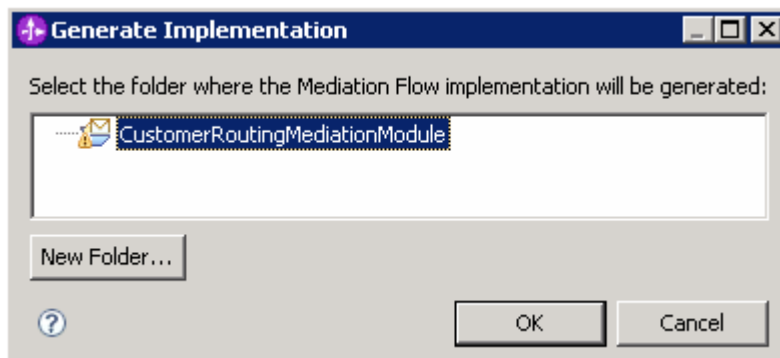 Generate Implementation
Select the folder where the Mediation Flow implementation will be generated:
CustomerRoutingMediationModule
New Folder...
OK
Cancel